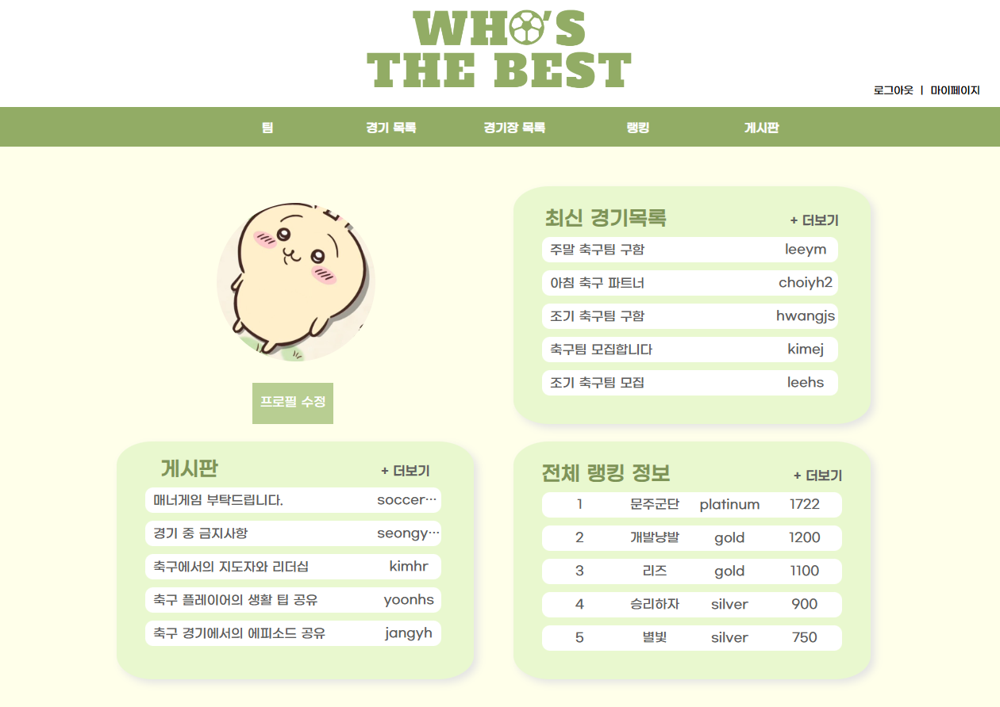 WHO'S
THE BEST
로그아웃 | 마이페이지
팀 경기 목록 경기장 목록 랭킹 게시판
최신 경기목록 + 더보기
주말 축구팀 구함 leeym
아침 축구 파트너 choiyh2
조기 축구팀 구함 hwangjs
축구팀 모집합니다 kimej
조기 축구팀 모집 leehs
프로필 수정
게시판 + 더보기
매너게임 부탁드립니다. soccer…
경기 중 금지사항 seongy…
축구에서의 지도자와 리더십 kimhr
축구 플레이어의 생활 팁 공유 yoonhs
축구 경기에서의 에피소드 공유 jangyh
전체 랭킹 정보 + 더보기
1 문주군단 platinum 1722
2 개발냥발 gold 1200
3 리즈 gold 1100
4 승리하자 silver 900
5 별빛 silver 750